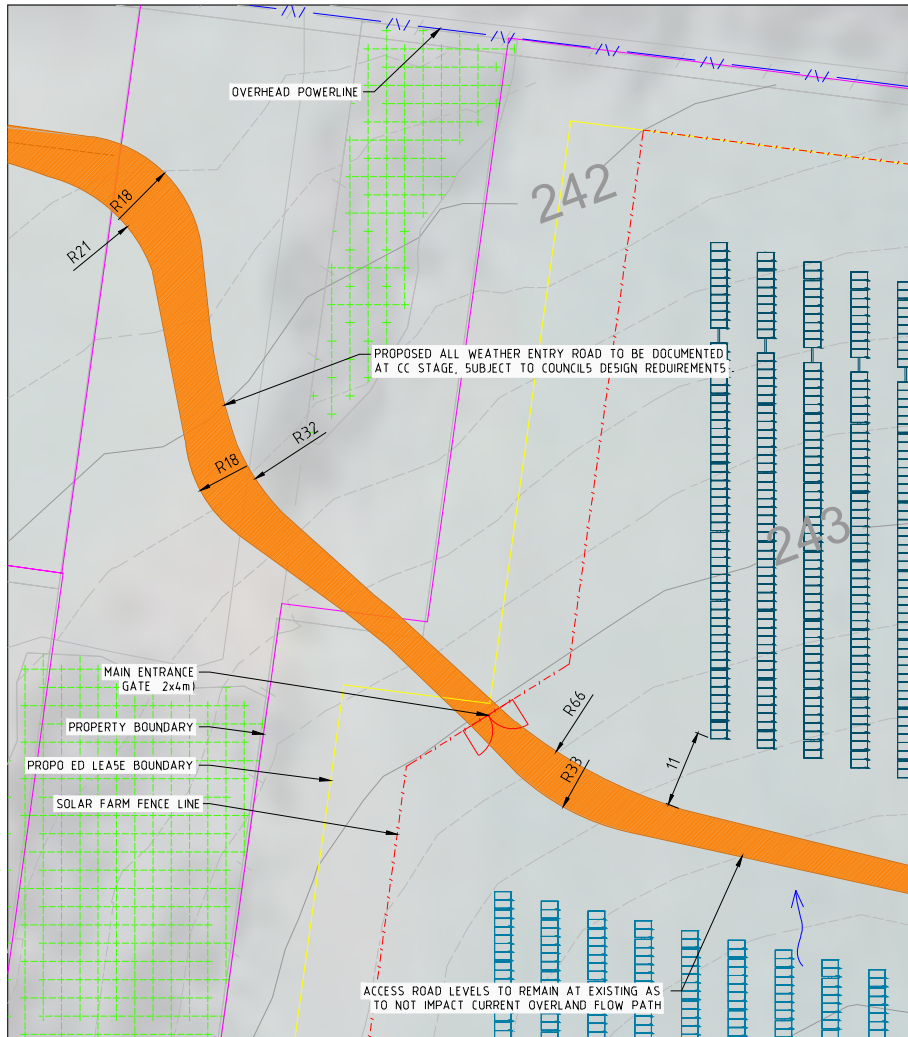 OVERHEAD POWERLINE
242
R18
R21
PROPOSED ALL WEATHER ENTRY ROAD TO BE DOCUMENTED
AT CC STAGE, SUBJECT TO COUNCILS DESIGN REDUIREMENTS.
R32
R18
243
MAIN ENTRANCE
GATE 2x4m)
R66
PROPERTY BOUNDARY
PROPO ED LEASE BOUNDARY
R33
11
SOLAR FARM FENCE LINE
ACCESS ROAD LEVELS TO REMAIN AT EXISTING AS
TO NOT IMPACT CURRENT OVERLAND FLOW PATH